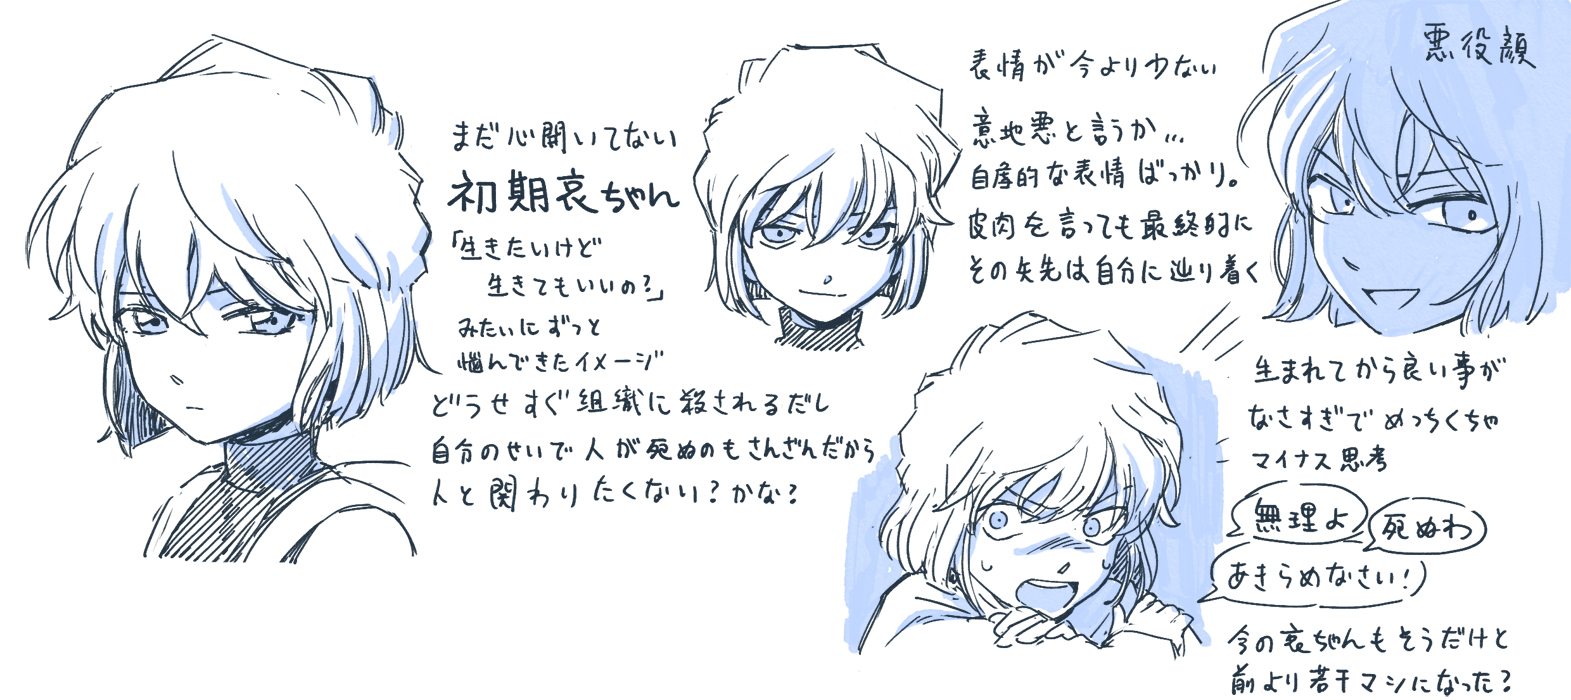 まだ心開いてない
初期哀ちゃん
「生きたいけど
生きてもいいの?」
みたいにずっと
悩んできたイメージ
どうせすぐ組織に殺されるだし
自分のせいで人が死ぬのもさんざんだから
人と関わりたくない?かな?
表情が今より少ない
意地悪と言うか…
自虐的な表情ばっかり。
皮肉を言っても最終的に
その矢先は自分に辿り着く
悪役顔
生まれてから良い事が
なさすぎでめっちくちゃ
マイナス思考
無理よ
死ぬわ
あきらめなさい!
今の哀ちゃんもそうだけと
前より若干マシになった?